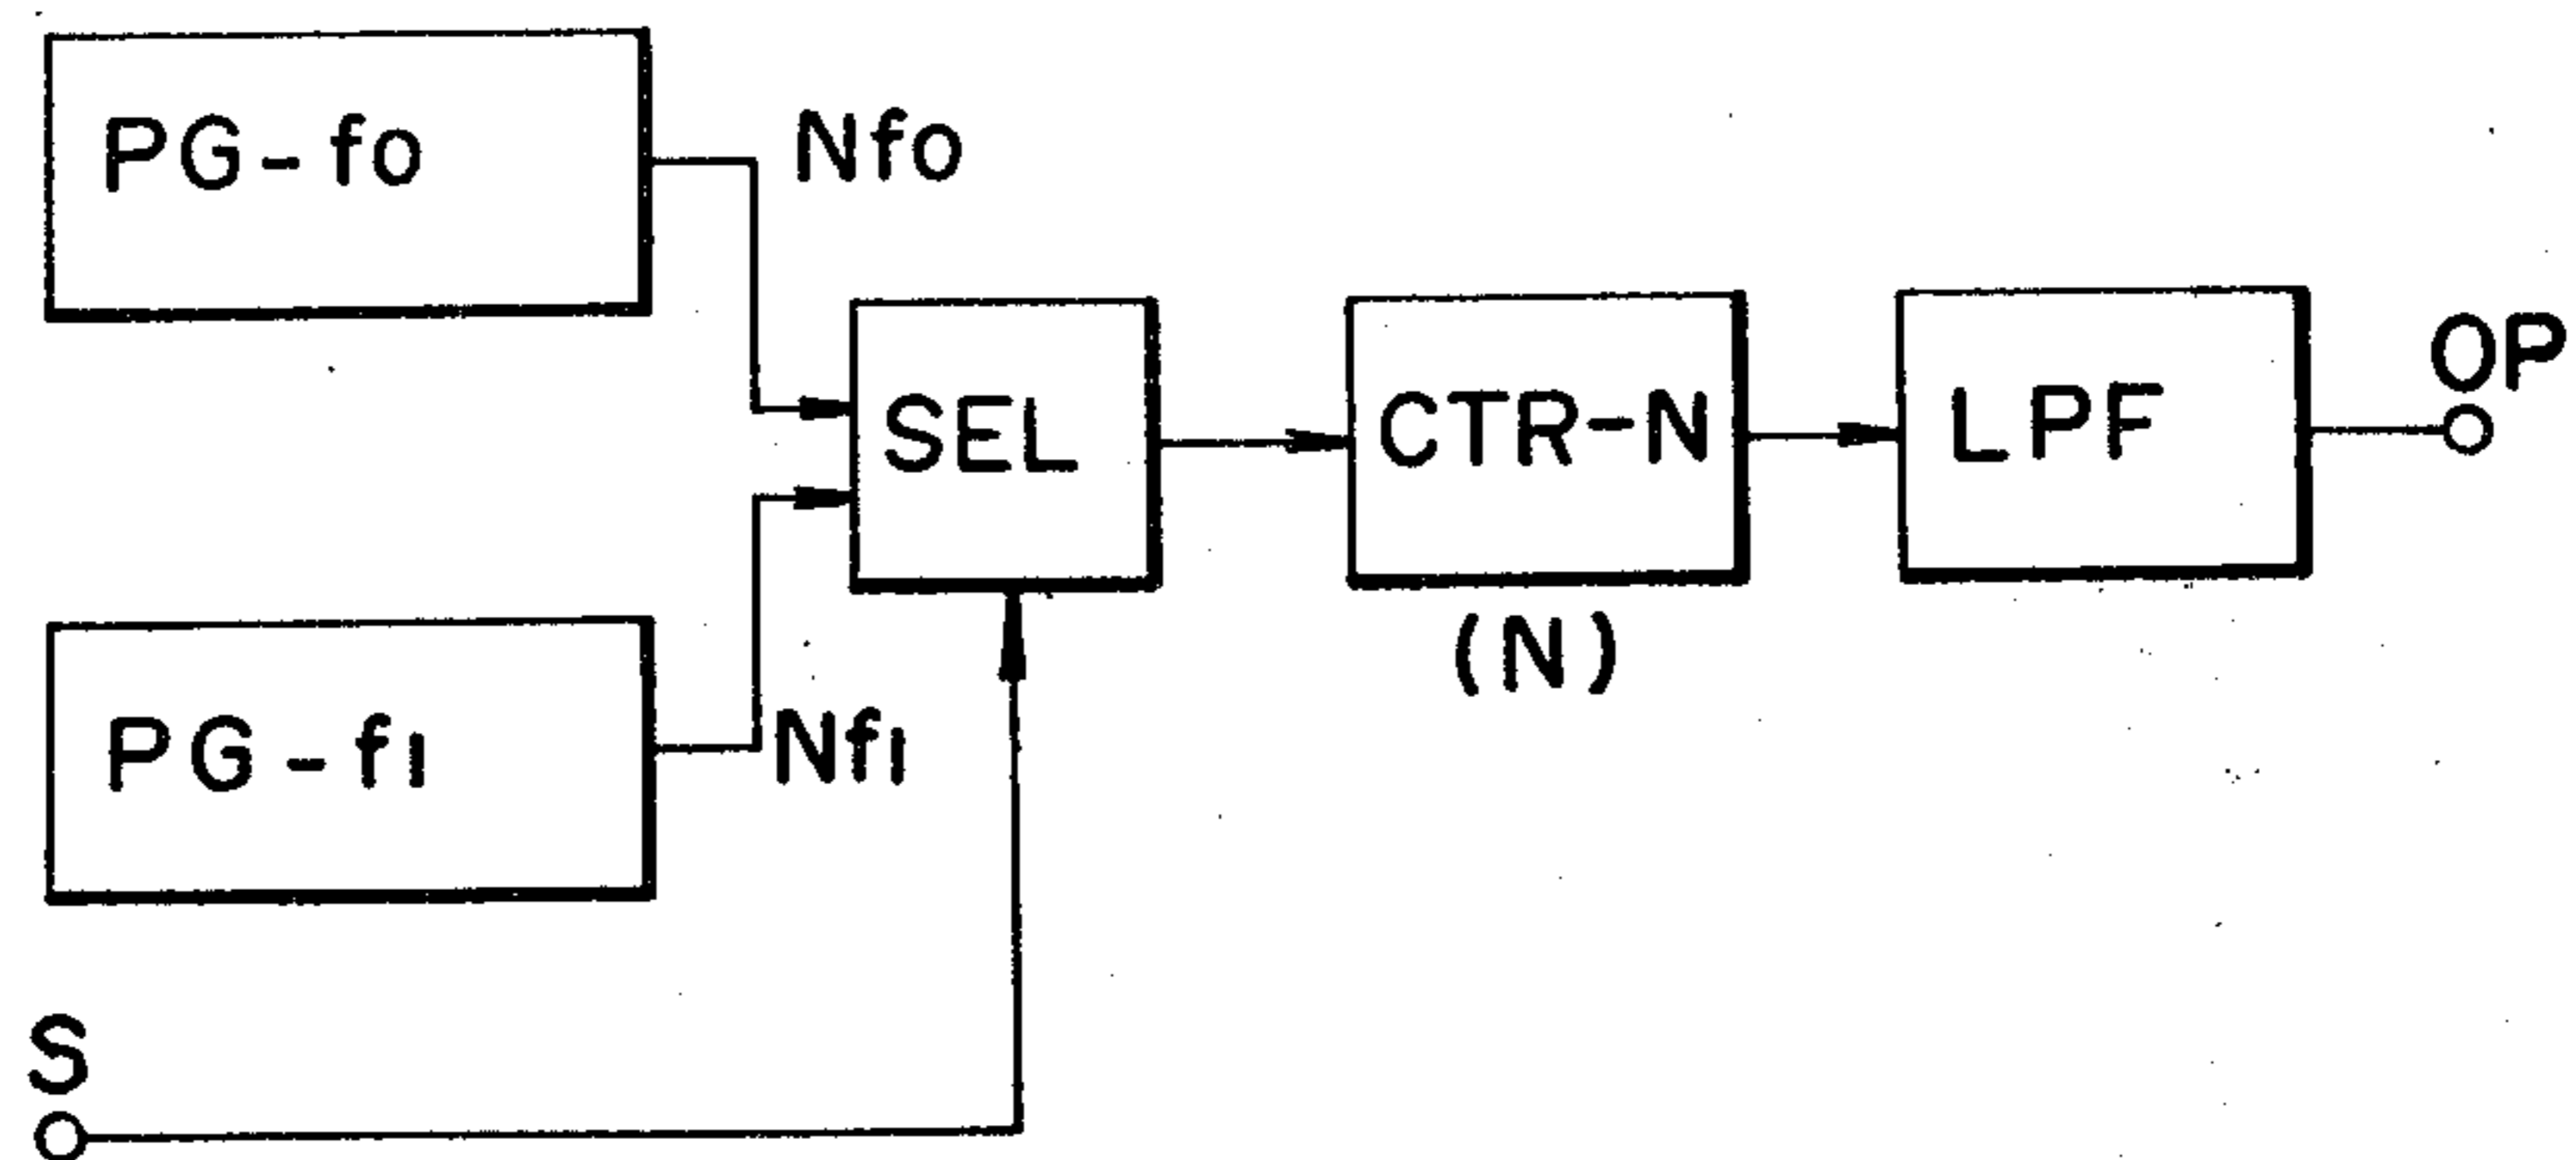 PG-fo
Nfo
SEL
CTR-N
(N)
LPF
OP
PG-f1
Nf1
S